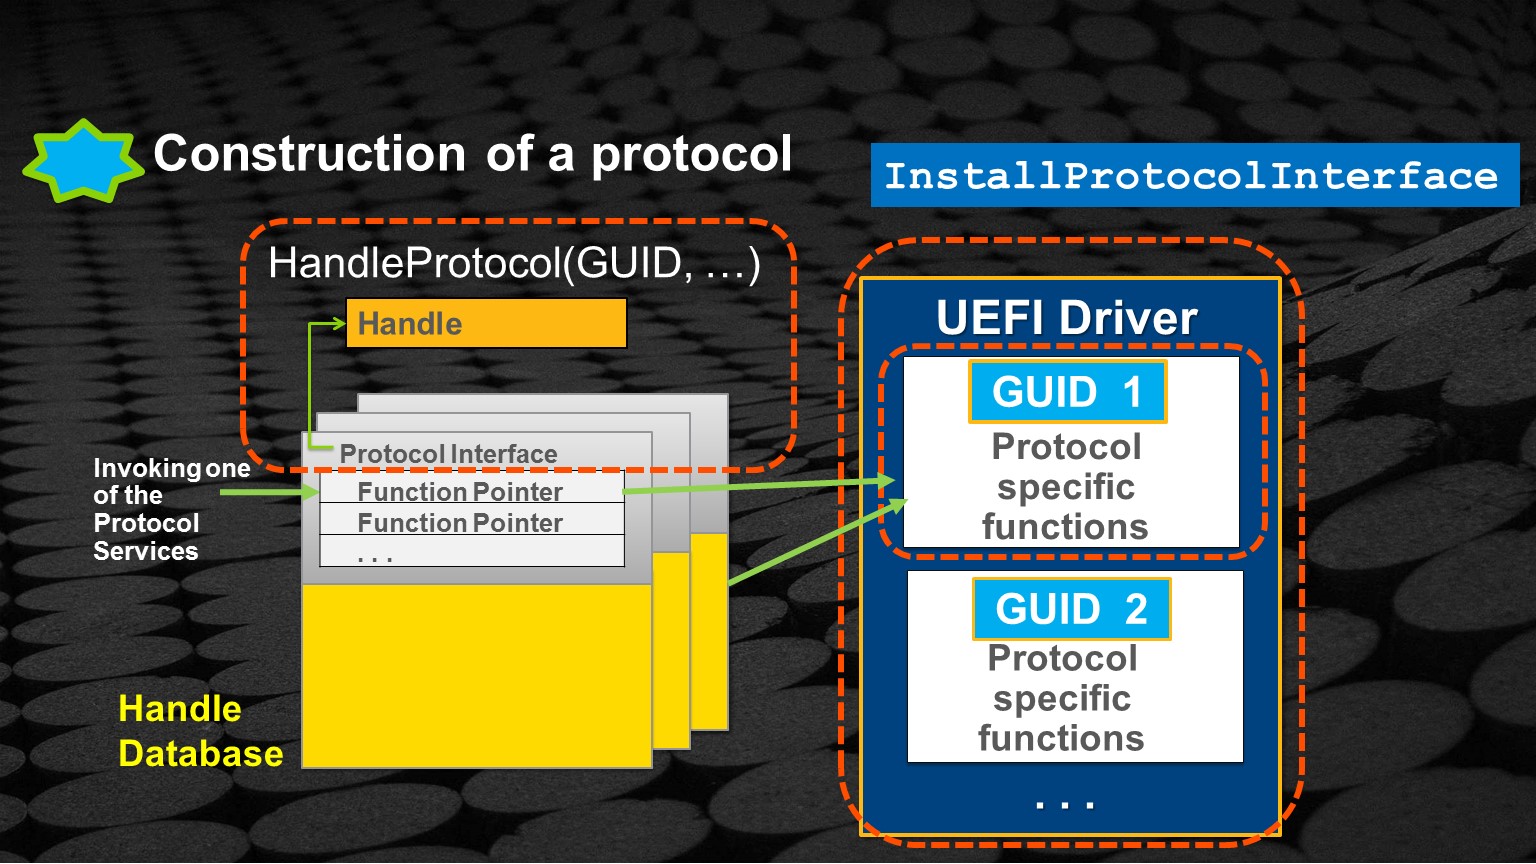 Construction of a protocol
InstallProtocolInterface
HandleProtocol(GUID, …)
Handle
Protocol Interface
Function Pointer
Function Pointer
. . .
Invoking one
of the
Protocol
Services
Handle
Database
UEFI Driver
GUID 1
Protocol
specific
functions
GUID 2
Protocol
specific
functions
. . .